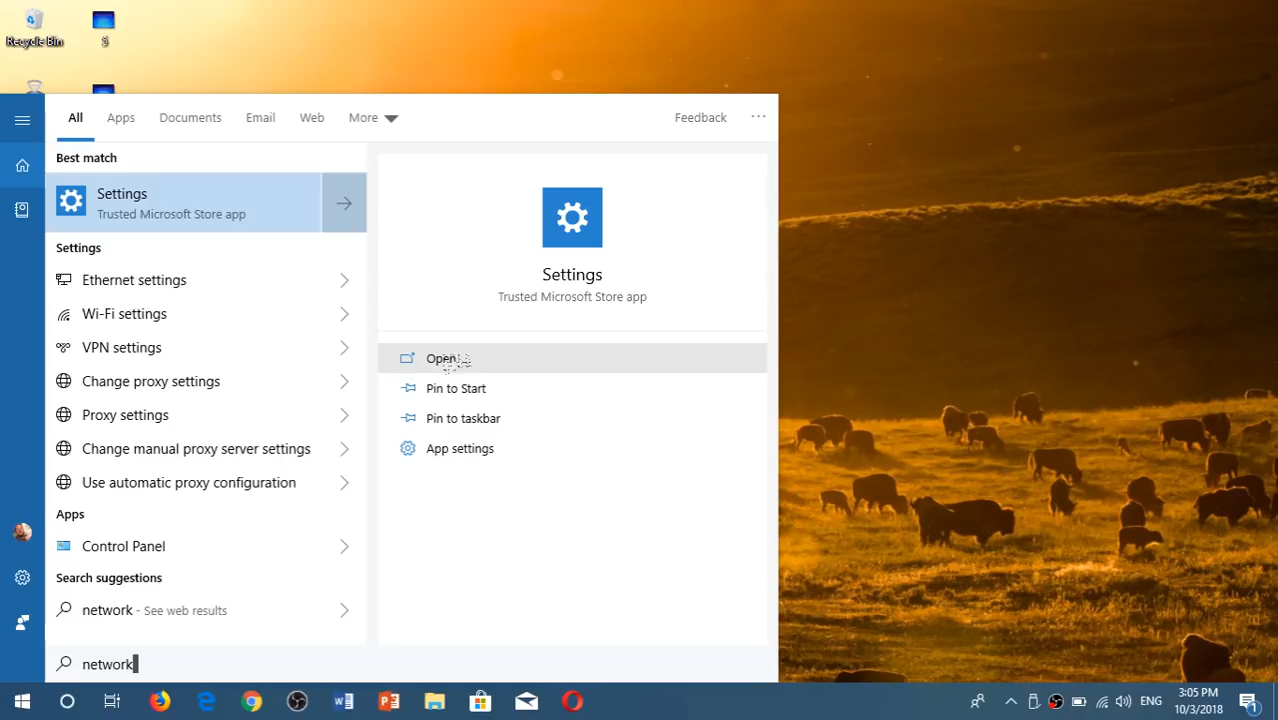 Recycle Bin
5
All
Apps
Documents
Email
Web
More
Feedback
Best match
Settings
Trusted Microsoft Store app
Settings
Ethernet settings
Wi-Fi settings
VPN settings
Change proxy settings
Proxy settings
Change manual proxy server settings
Use automatic proxy configuration
Apps
Control Panel
Search suggestions
network - See web results
network
Settings
Trusted Microsoft Store app
Open
Pin to Start
Pin to taskbar
App settings
ENG
3:05 PM
10/3/2018
1